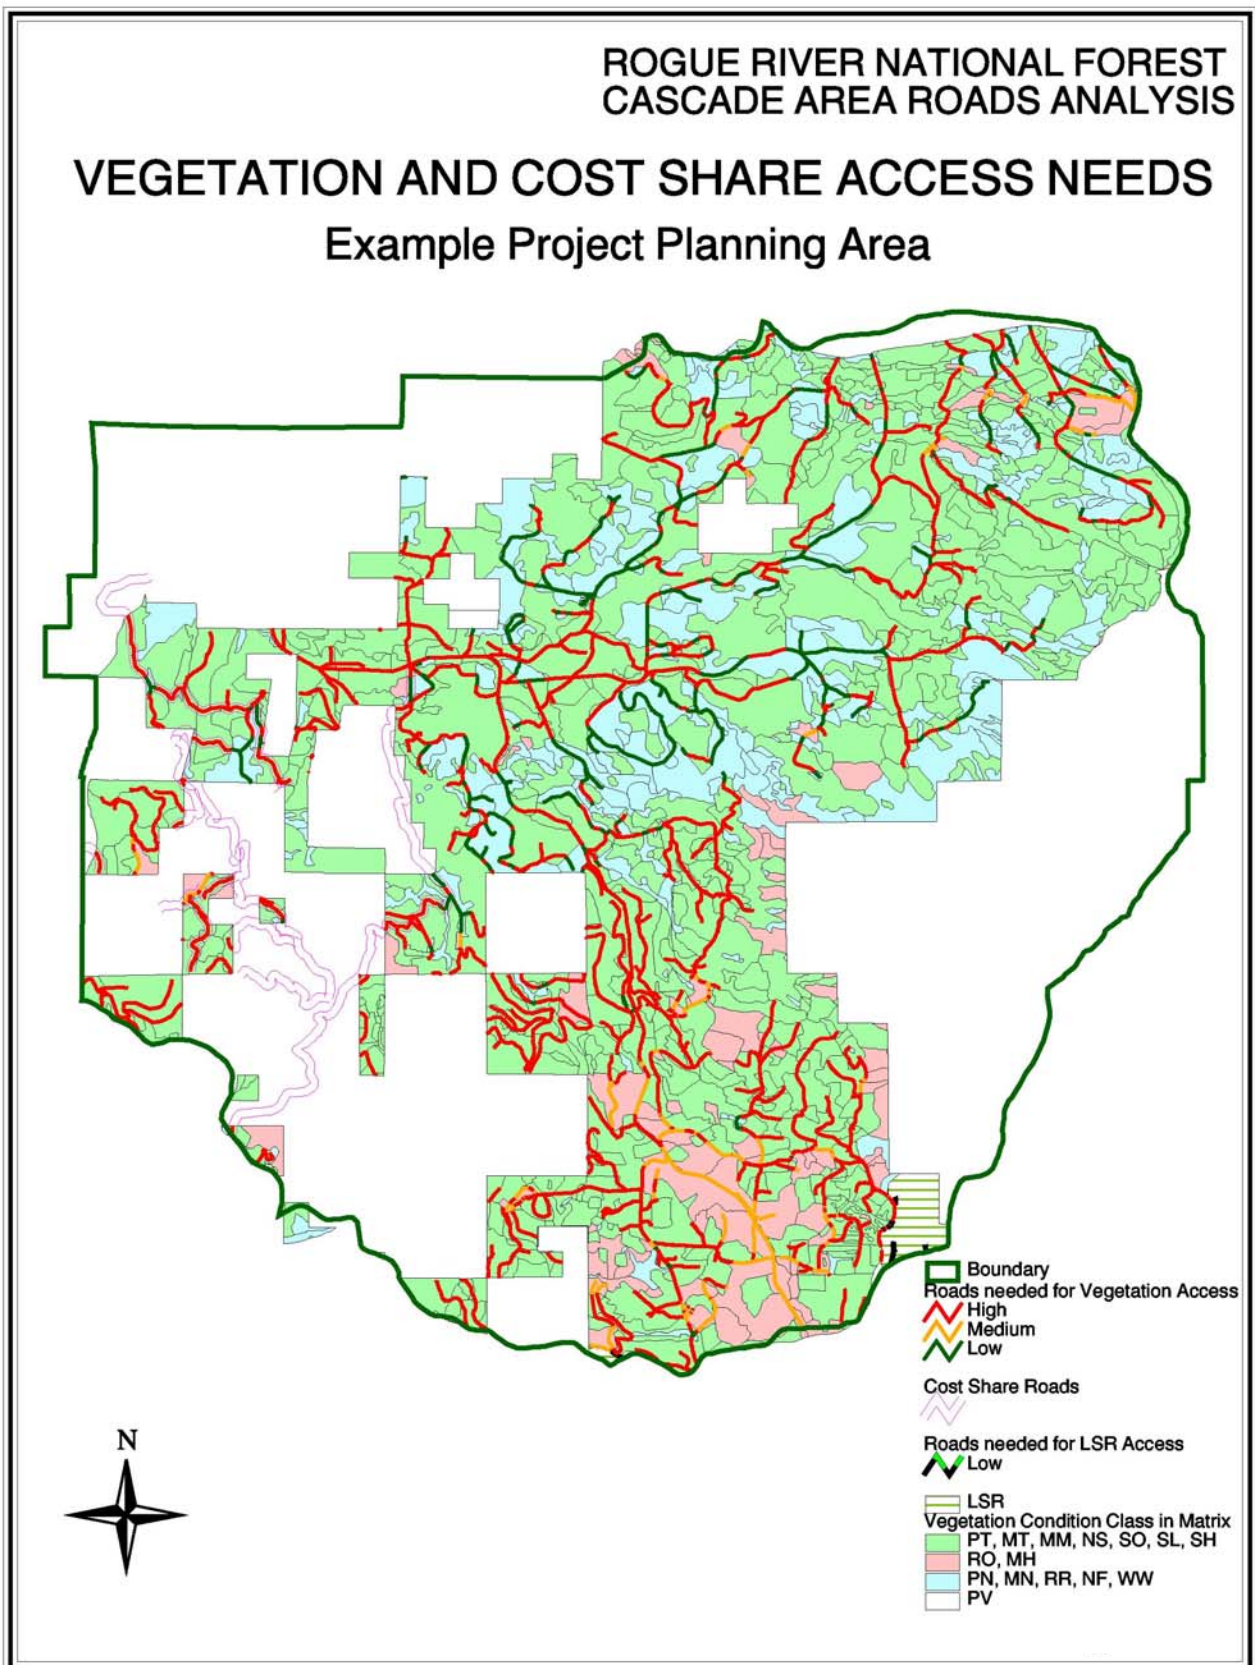 ROGUE RIVER NATIONAL FOREST
CASCADE AREA ROADS ANALYSIS
VEGETATION AND COST SHARE ACCESS NEEDS
Example Project Planning Area
Boundary
Roads needed for Vegetation Access
High
Medium
Low
Cost Share Roads
Roads needed for LSR Access
Low
LSR
Vegetation Condition Class in Matrix
PT, MT, MM, NS, SO, SL, SH
RO, MH
PN, MN, RR, NF, WW
PV
N